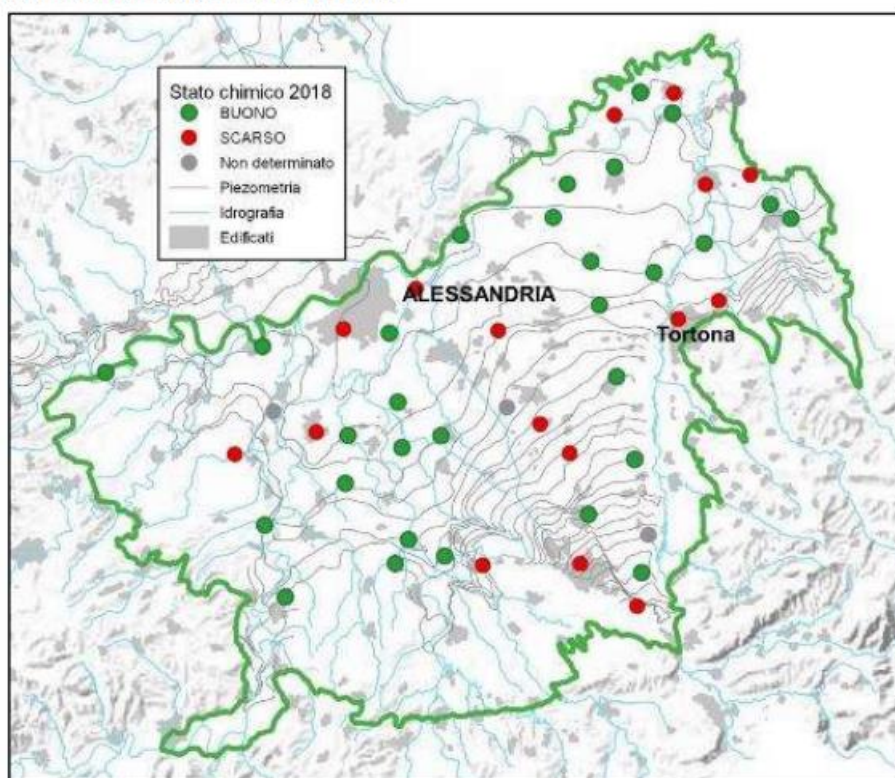 Stato chimico 2018
BUONO
SCARSO
Non determinato
Piezometria
Idrografia
Edificati
ALESSANDRIA
Tortona